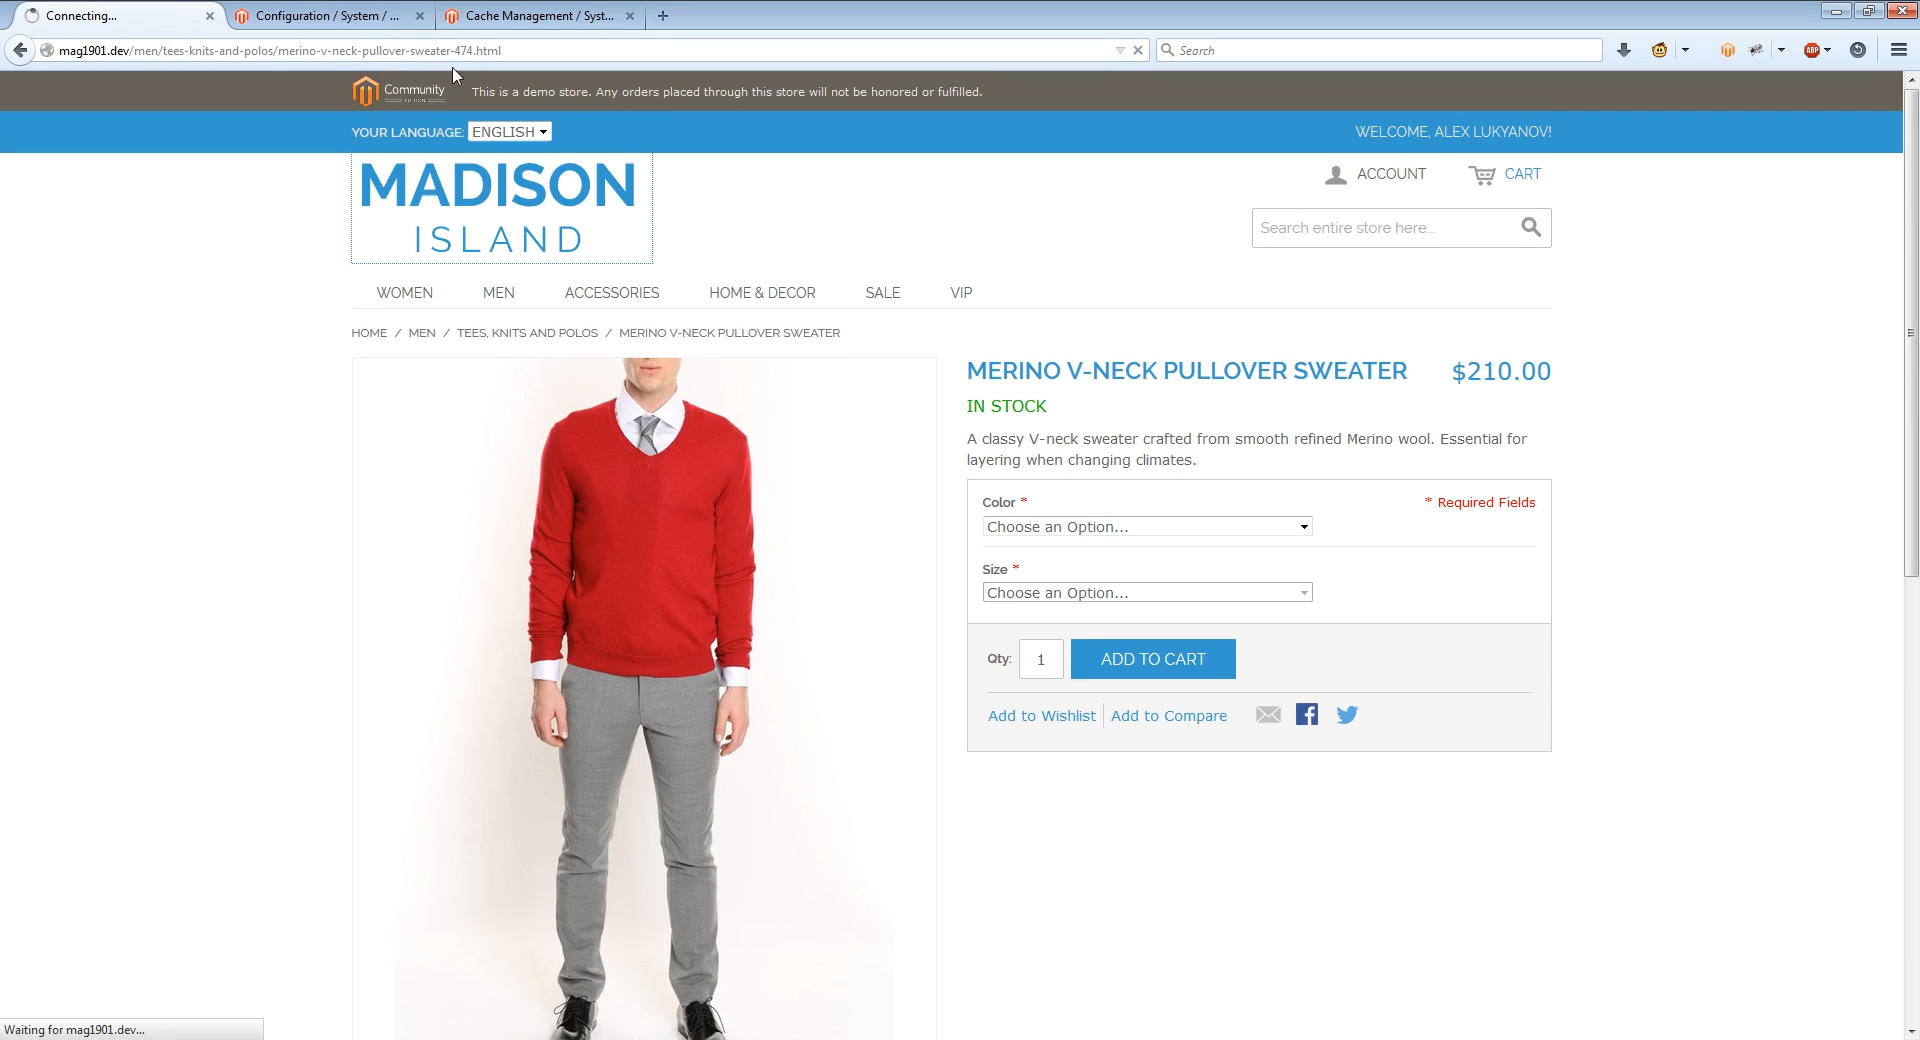 Connecting...
Configuration / System / ...
Cache Management / Syst...
mag1901.dev/men/tees-knits-and-polos/merino-v-neck-pullover-sweater-474.html
Search
ABP
Community
This is a demo store. Any orders placed through this store will not be honored or fulfilled.
YOUR LANGUAGE: ENGLISH
WELCOME, ALEX LUKYANOV!
MADISON
ISLAND
ACCOUNT
CART
Search entire store here...
WOMEN
MEN
ACCESSORIES
HOME & DECOR
SALE
VIP
HOME / MEN / TEES, KNITS AND POLOS / MERINO V-NECK PULLOVER SWEATER
MERINO V-NECK PULLOVER SWEATER
$210.00
IN STOCK
A classy V-neck sweater crafted from smooth refined Merino wool. Essential for
layering when changing climates.
Color *
* Required Fields
Choose an Option...
Size *
Choose an Option...
Qty: 1
ADD TO CART
Add to Wishlist
Add to Compare
Waiting for mag1901.dev...